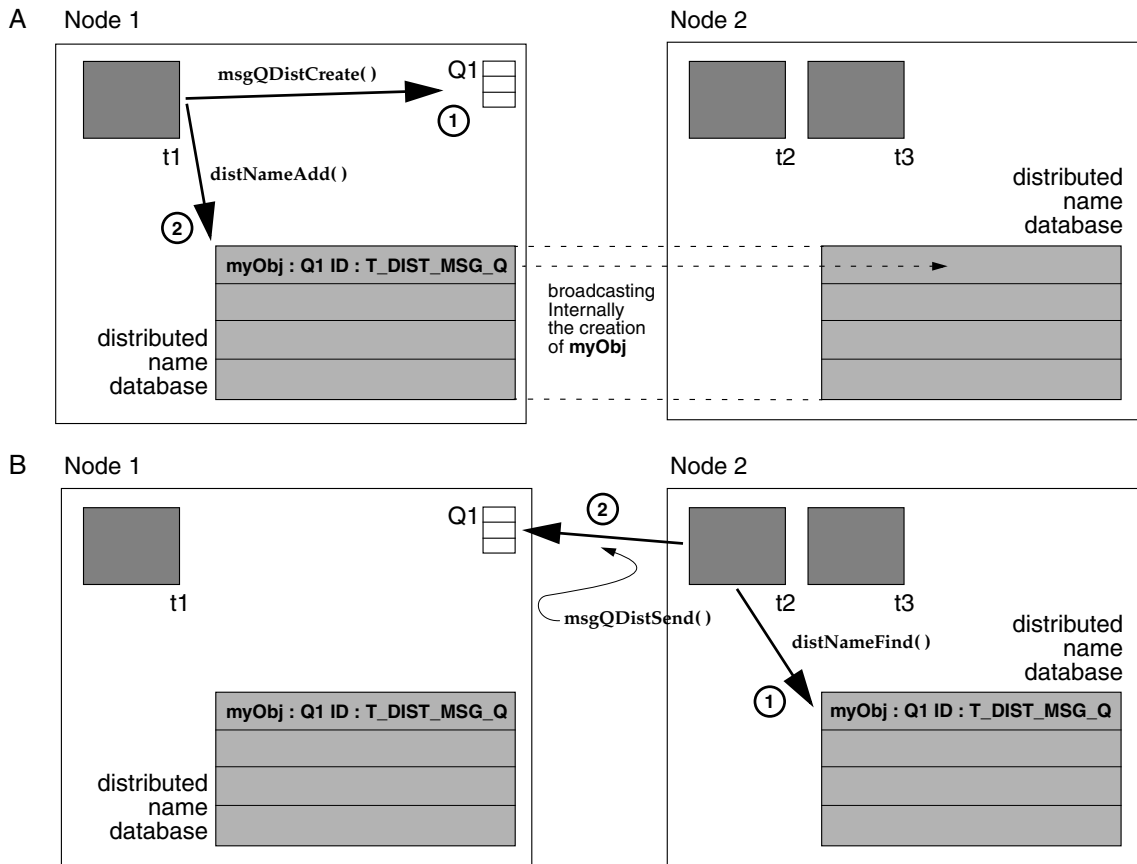 A
Node 1
Node 2
msgQDistCreate( )
Q1
1
t1
t2
t3
distNameAdd( )
2
distributed
name
database
myObj : Q1 ID : T_DIST_MSG_Q
broadcasting
Internally
the creation
of myObj
distributed
name
database
B
Node 1
Node 2
Q1
2
t1
msgQDistSend( )
t2
t3
distNameFind( )
distributed
name
database
1
myObj : Q1 ID : T_DIST_MSG_Q
myObj : Q1 ID : T_DIST_MSG_Q
distributed
name
database